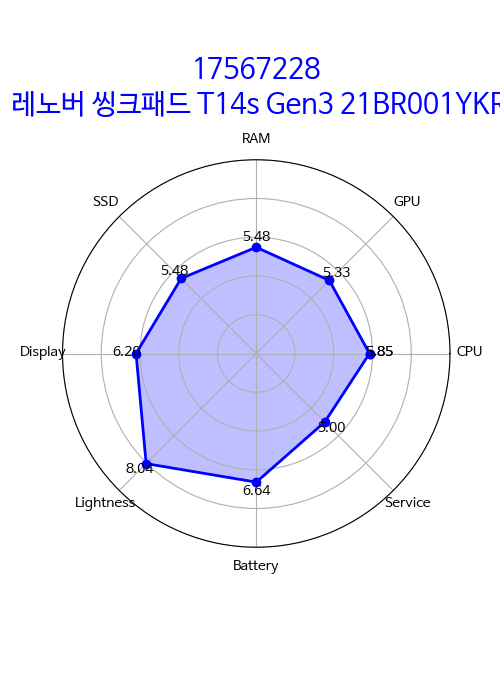 17567228
레노버 씽크패드 T14s Gen3 21BR001YKR
RAM
SSD
GPU
5.48
5.48
5.33
Display
6.20
5.85
CPU
8.04
5.00
Lightness
6.64
Service
Battery